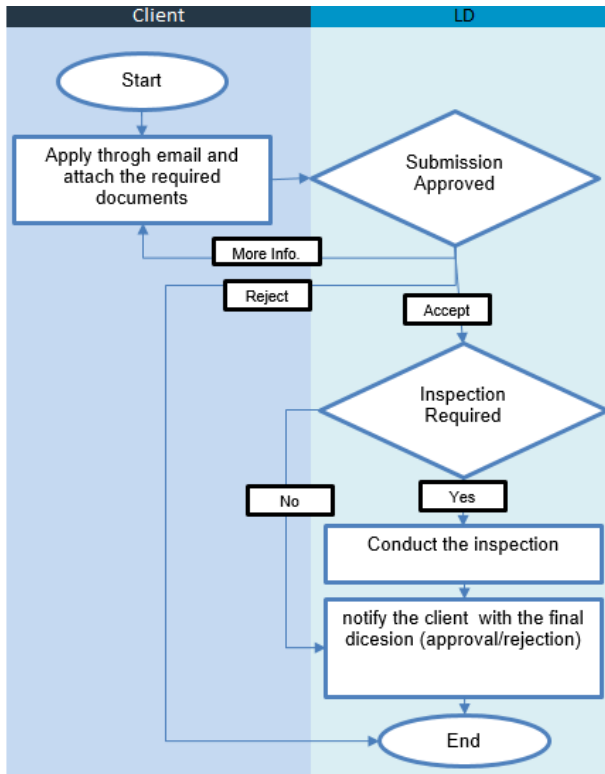 Client
LD
Start
Apply throgh email and
attach the required
documents
Submission
Approved
More Info.
Reject
Accept
Inspection
Required
No
Yes
Conduct the inspection
notify the client with the final
dicesion (approval/rejection)
End